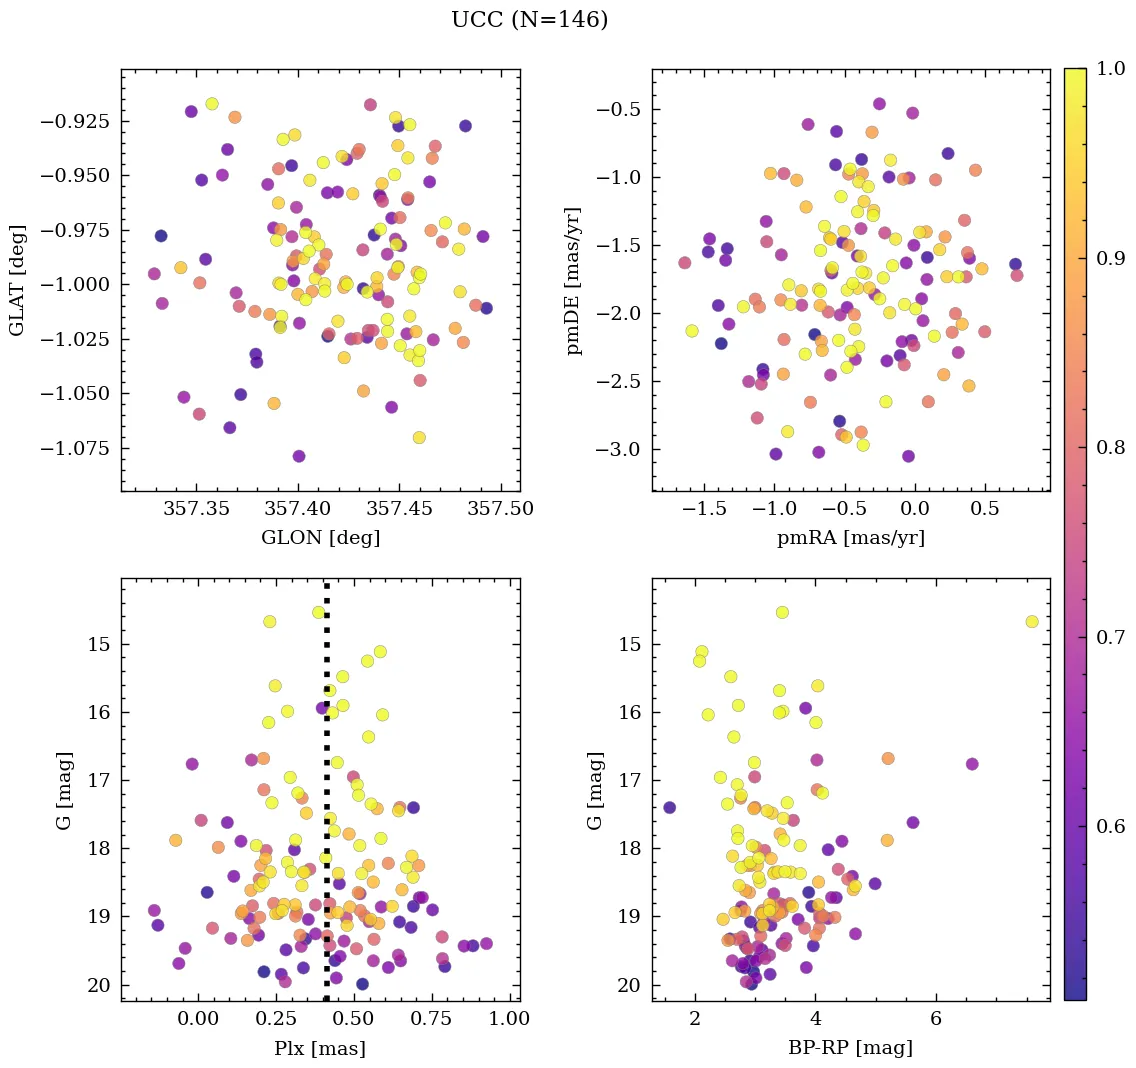 UCC (N=146)
−0.925
−0.950
−0.975
−1.000
−1.025
−1.050
−1.075
GLAT [deg]
357.35 357.40 357.45 357.50
GLON [deg]
−0.5
−1.0
−1.5
−2.0
−2.5
−3.0
pmDE [mas/yr]
−1.5 −1.0 −0.5 0.0 0.5
pmRA [mas/yr]
1.0
0.9
0.8
0.7
0.6
15
16
17
18
19
20
G [mag]
0.00 0.25 0.50 0.75 1.00
Plx [mas]
15
16
17
18
19
20
G [mag]
2 4 6
BP-RP [mag]